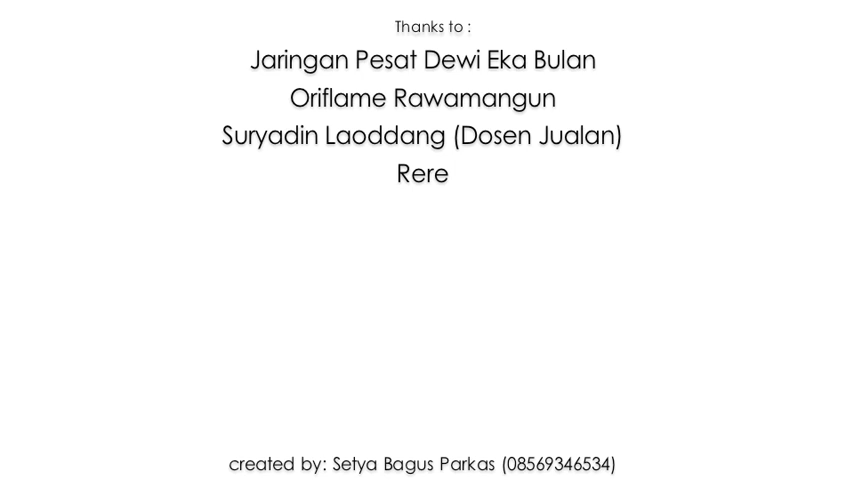 Thanks to :
Jaringan Pesat Dewi Eka Bulan
Oriflame Rawamangun
Suryadin Laoddang (Dosen Jualan)
Rere
created by: Setya Bagus Parkas (08569346534)